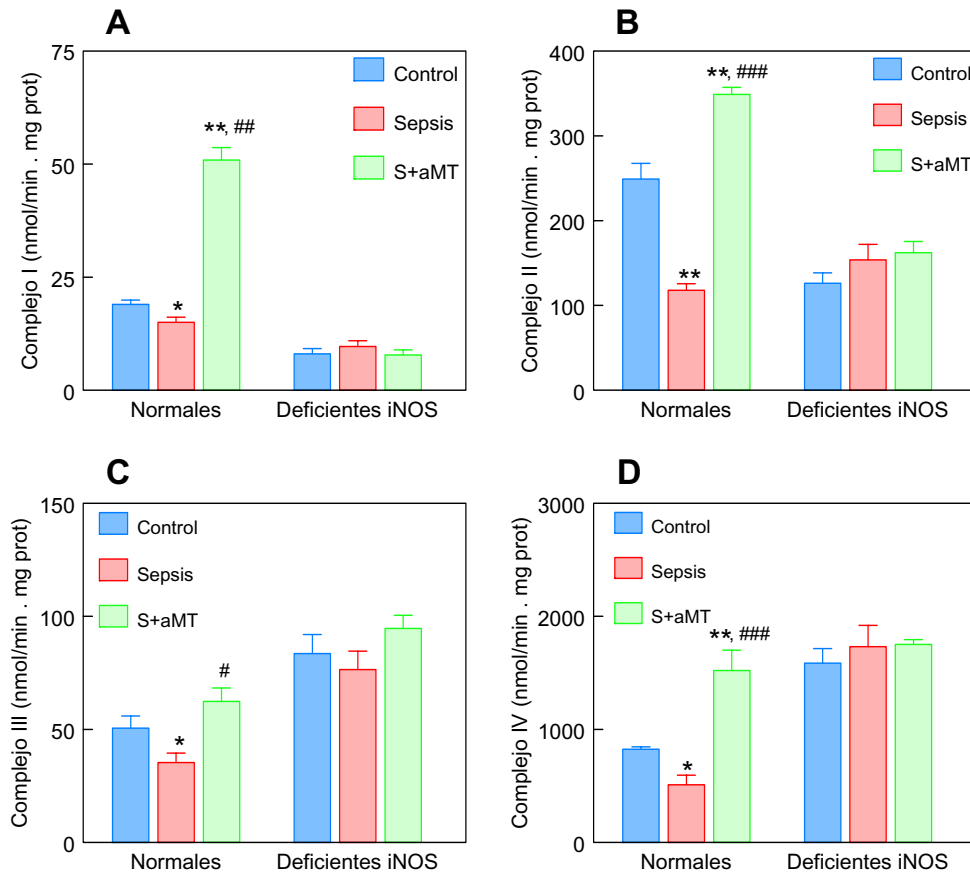 A
Complejo I (nmol/min . mg prot)
75
50
25
0
Control
Sepsis
S+aMT
*
**, ##
Normales
Deficientes iNOS
B
Complejo II (nmol/min . mg prot)
400
300
200
100
0
Control
Sepsis
S+aMT
**
**, ###
Normales
Deficientes iNOS
C
Complejo III (nmol/min . mg prot)
150
100
50
0
Control
Sepsis
S+aMT
*
#
Normales
Deficientes iNOS
D
Complejo IV (nmol/min . mg prot)
3000
2000
1000
0
Control
Sepsis
S+aMT
*
**, ###
Normales
Deficientes iNOS